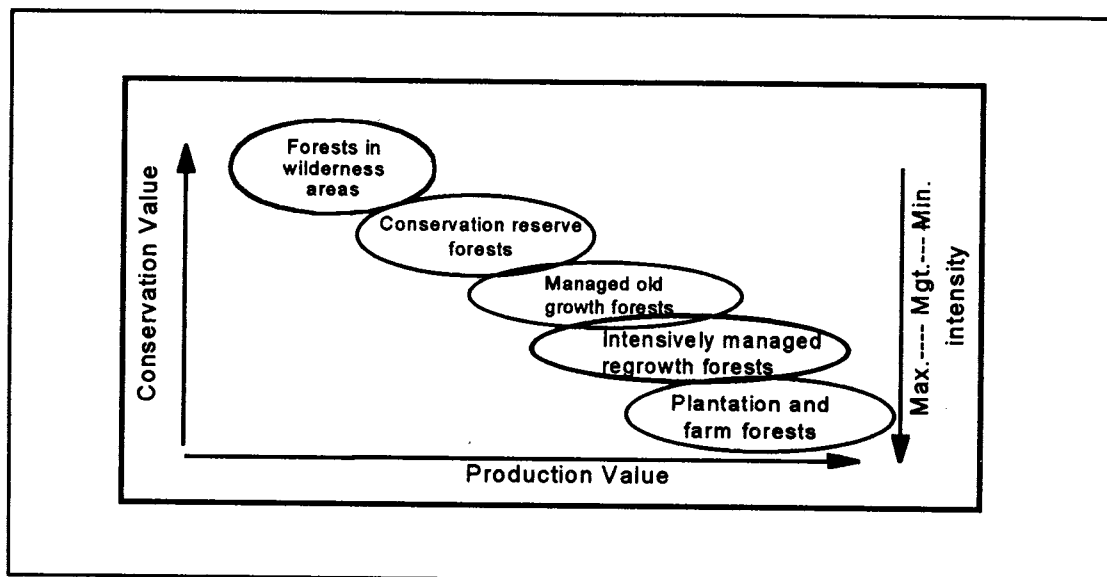 Forests in
wilderness
areas
Conservation reserve
forests
Managed old
growth forests
Intensively managed
regrowth forests
Plantation and
farm forests
Conservation Value
Production Value
Max.---- Mgt.--- Min.
intensity